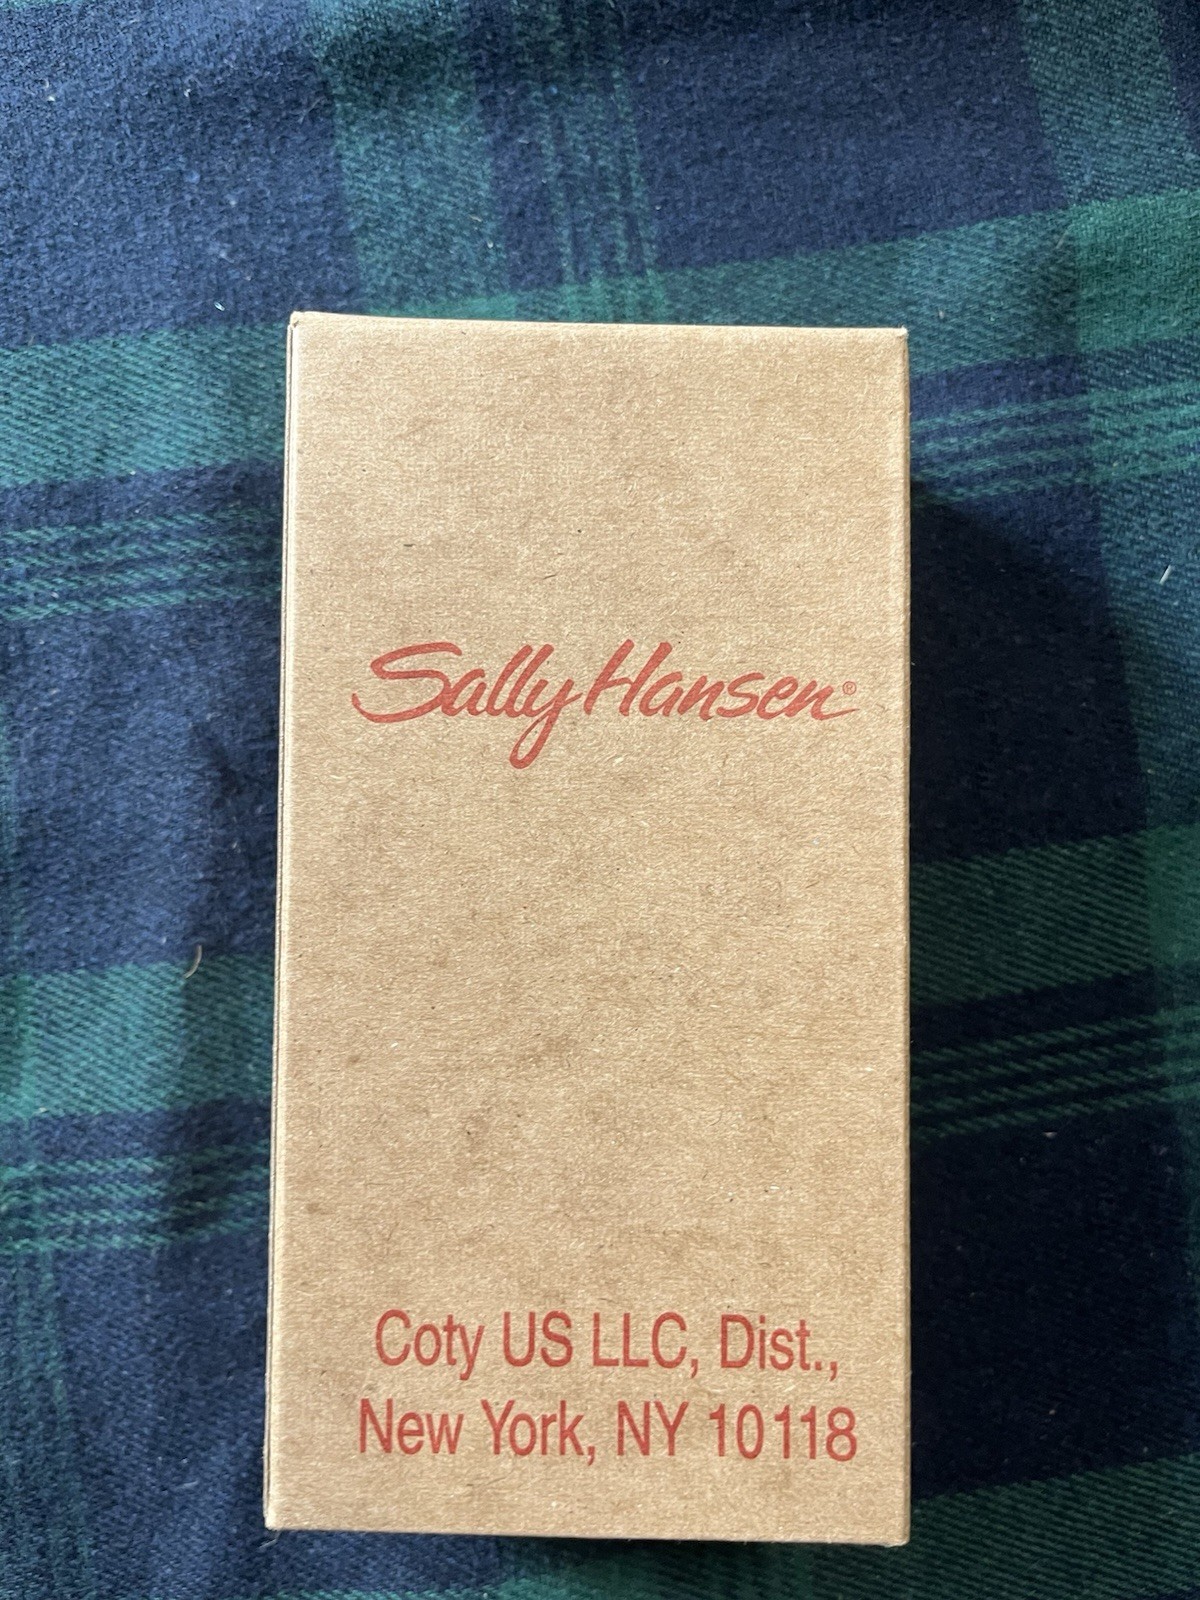 Sally Hansen®
Coty US LLC, Dist.,
New York, NY 10118